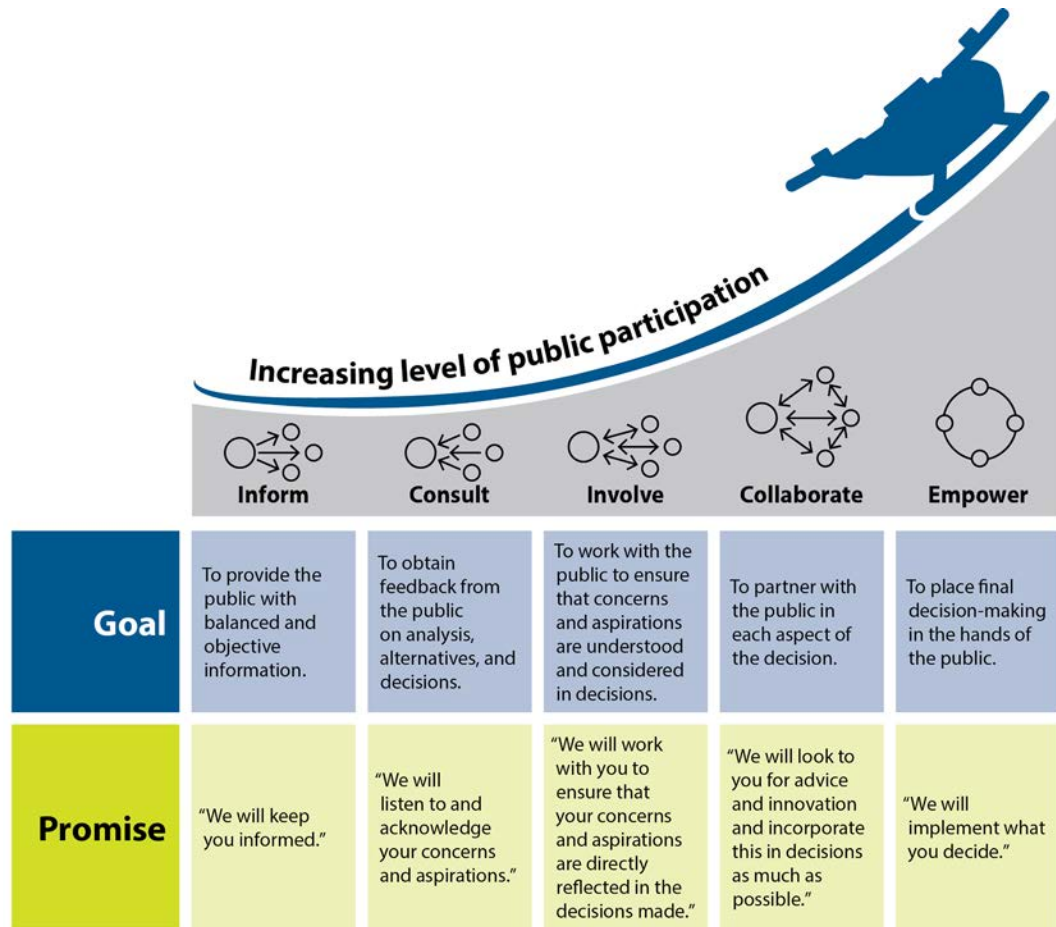 Increasing level of public participation
Inform
Consult
Involve
Collaborate
Empower
Goal
To provide the
public with
balanced and
objective
information.
To obtain
feedback from
the public
on analysis,
alternatives, and
decisions.
To work with the
public to ensure
that concerns
and aspirations
are understood
and considered
in decisions.
To partner with
the public in
each aspect of
the decision.
To place final
decision-making
in the hands of
the public.
Promise
“We will keep
you informed.”
“We will
listen to and
acknowledge
your concerns
and aspirations.”
“We will work
with you to
ensure that
your concerns
and aspirations
are directly
reflected in the
decisions made.”
“We will look to
you for advice
and innovation
and incorporate
this in decisions
as much as
possible.”
“We will
implement what
you decide.”